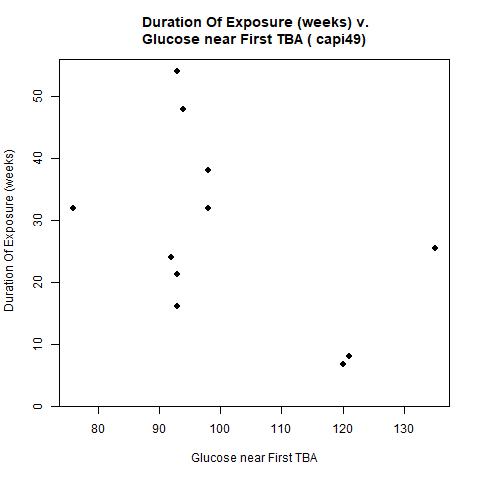 Duration Of Exposure (weeks) v.
Glucose near First TBA ( capi49)
Duration Of Exposure (weeks)
50
40
30
20
10
0
80 90 100 110 120 130
Glucose near First TBA